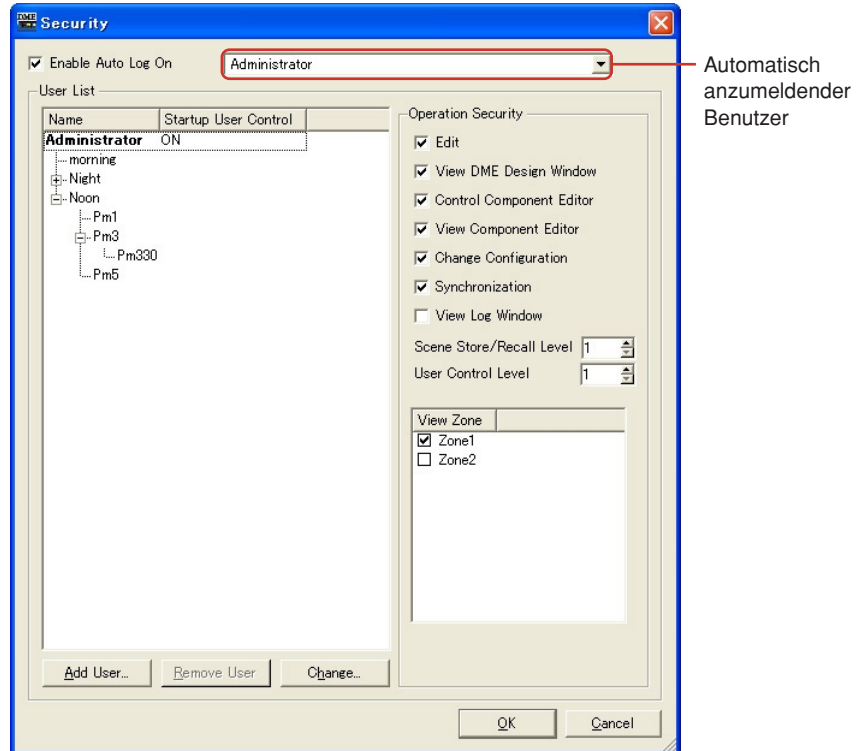 DME
Security
Enable Auto Log On
Administrator
Automatisch
anzumeldender
Benutzer
User List
Name Startup User Control
Administrator ON
morning
Night
Noon
Pm1
Pm3
Pm330
Pm5
Operation Security
Edit
View DME Design Window
Control Component Editor
View Component Editor
Change Configuration
Synchronization
View Log Window
Scene Store/Recall Level 1
User Control Level 1
View Zone
Zone1
Zone2
Add User... Remove User Change...
OK Cancel